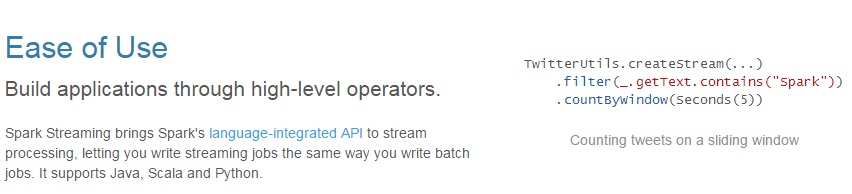 Ease of Use
Build applications through high-level operators.
Spark Streaming brings Spark's language-integrated API to stream
processing, letting you write streaming jobs the same way you write batch
jobs. It supports Java, Scala and Python.
TwitterUtils.createStream(...)
    .filter(_.getText.contains("Spark"))
    .countByWindow(Seconds(5))
Counting tweets on a sliding window